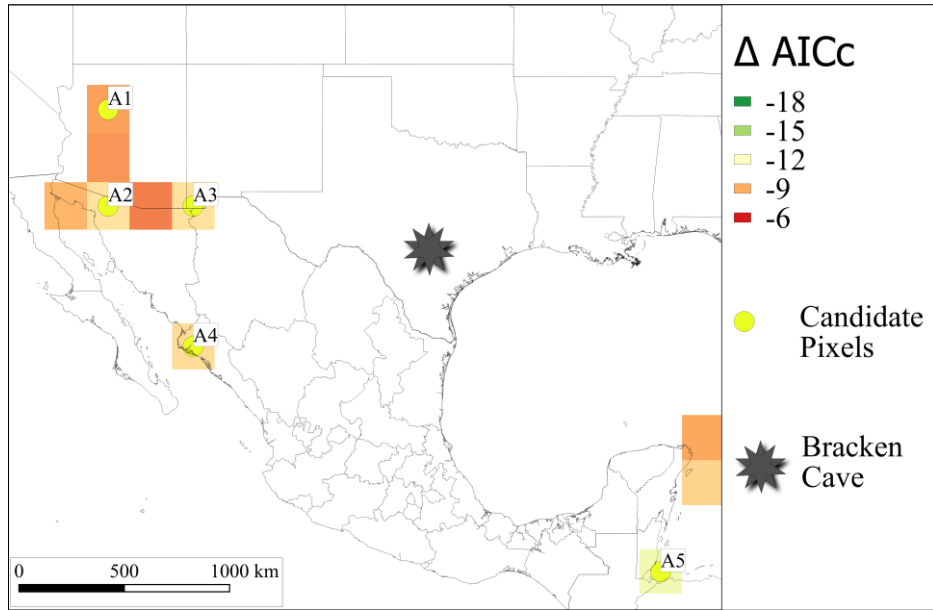 A1
A2
A3
A4
A5
0 500 1000 km
Δ AICc
-18
-15
-12
-9
-6
Candidate
Pixels
Bracken
Cave